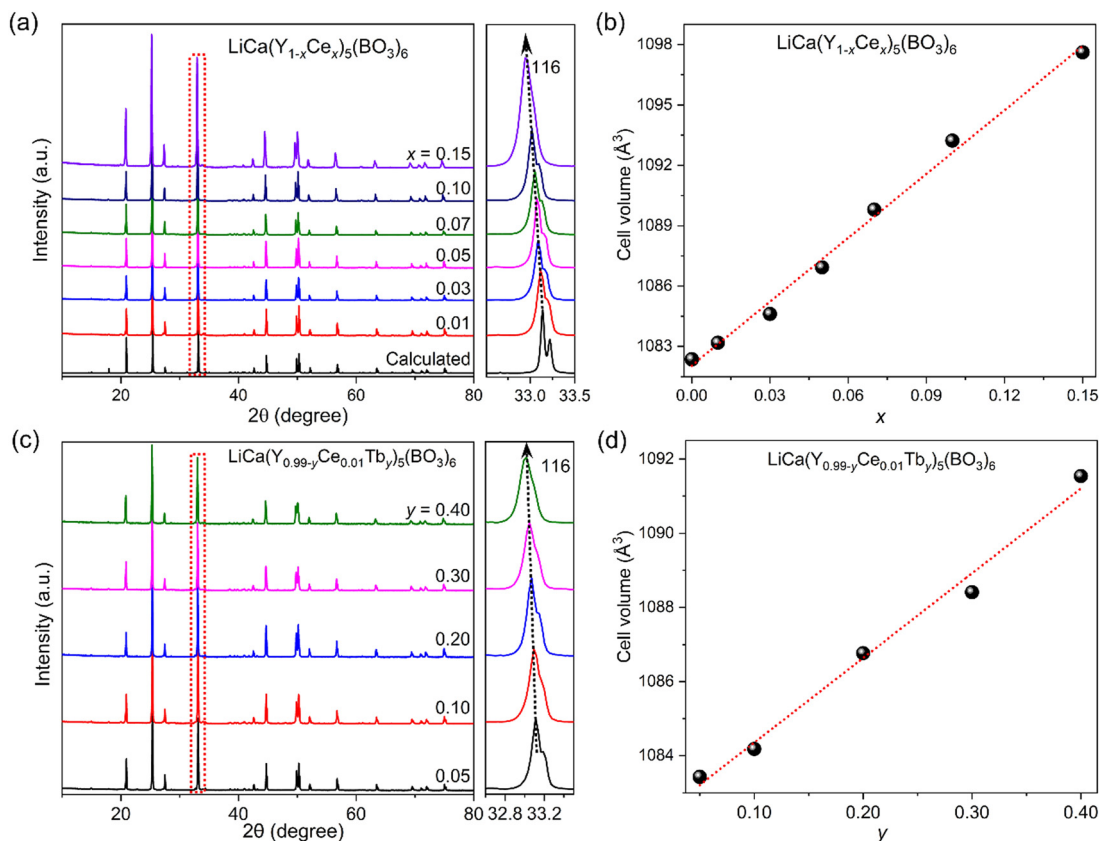 (a)
LiCa(Y1-xCex)5(BO3)6
x = 0.15
0.10
0.07
0.05
0.03
0.01
Calculated
Intensity (a.u.)
20 40 60 80
2θ (degree)
116
33.0 33.5
(b)
LiCa(Y1-xCex)5(BO3)6
Cell volume (Å3)
1098
1095
1092
1089
1086
1083
0.00 0.03 0.06 0.09 0.12 0.15
x
(c)
LiCa(Y0.99-yCe0.01Tby)5(BO3)6
y = 0.40
0.30
0.20
0.10
0.05
Intensity (a.u.)
20 40 60 80
2θ (degree)
116
32.8 33.2
(d)
LiCa(Y0.99-yCe0.01Tby)5(BO3)6
Cell volume (Å3)
1092
1090
1088
1086
1084
0.10 0.20 0.30 0.40
y